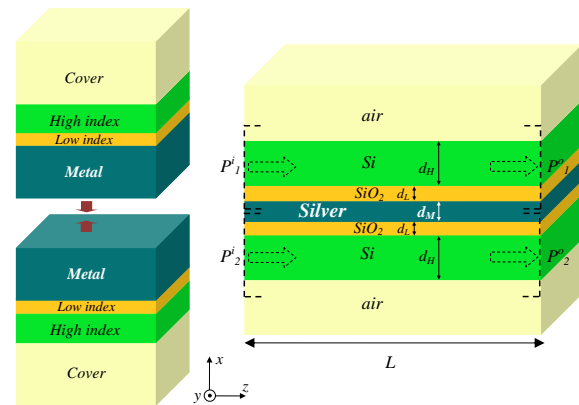 Cover
High index
Low index
Metal
Metal
Low index
High index
Cover
air
P^i_1
Si
d_H
P^o_1
SiO_2
d_L
Silver
d_M
SiO_2
d_L
P^i_2
Si
d_H
P^o_2
air
L
x
y
z